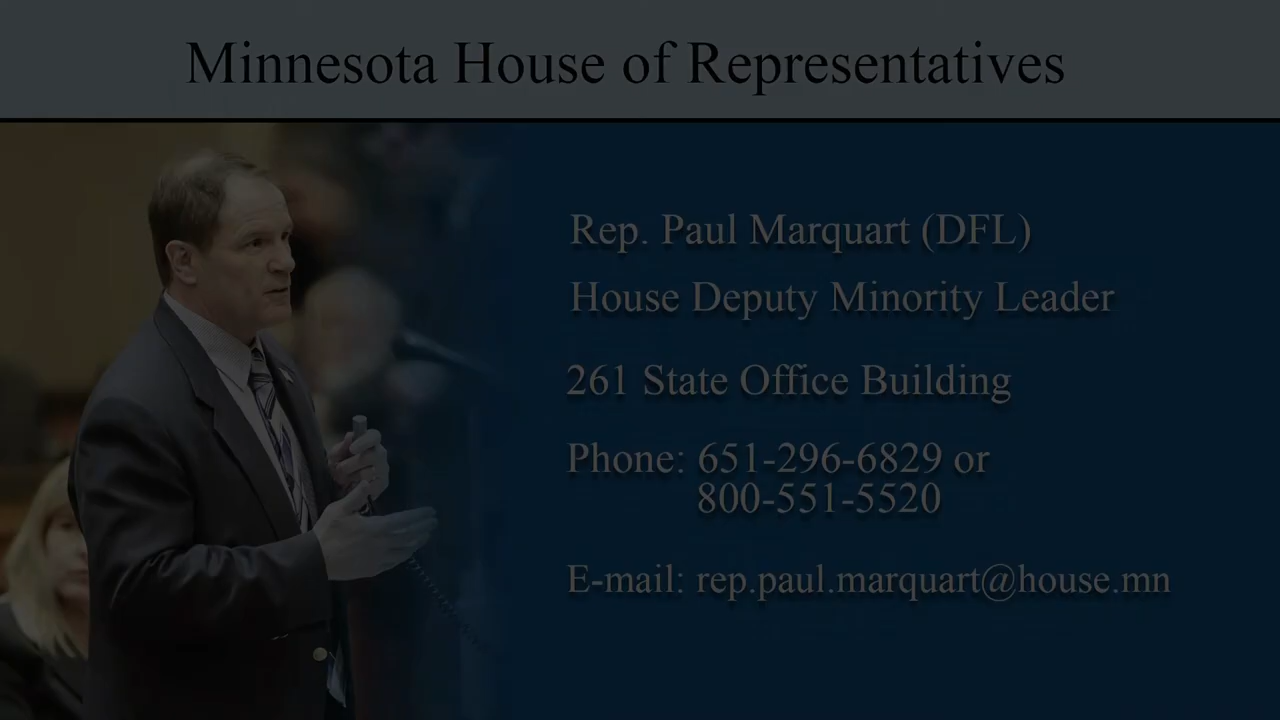 Minnesota House of Representatives
Rep. Paul Marquart (DFL)
House Deputy Minority Leader
261 State Office Building
Phone: 651-296-6829 or
800-551-5520
E-mail: rep.paul.marquart@house.mn